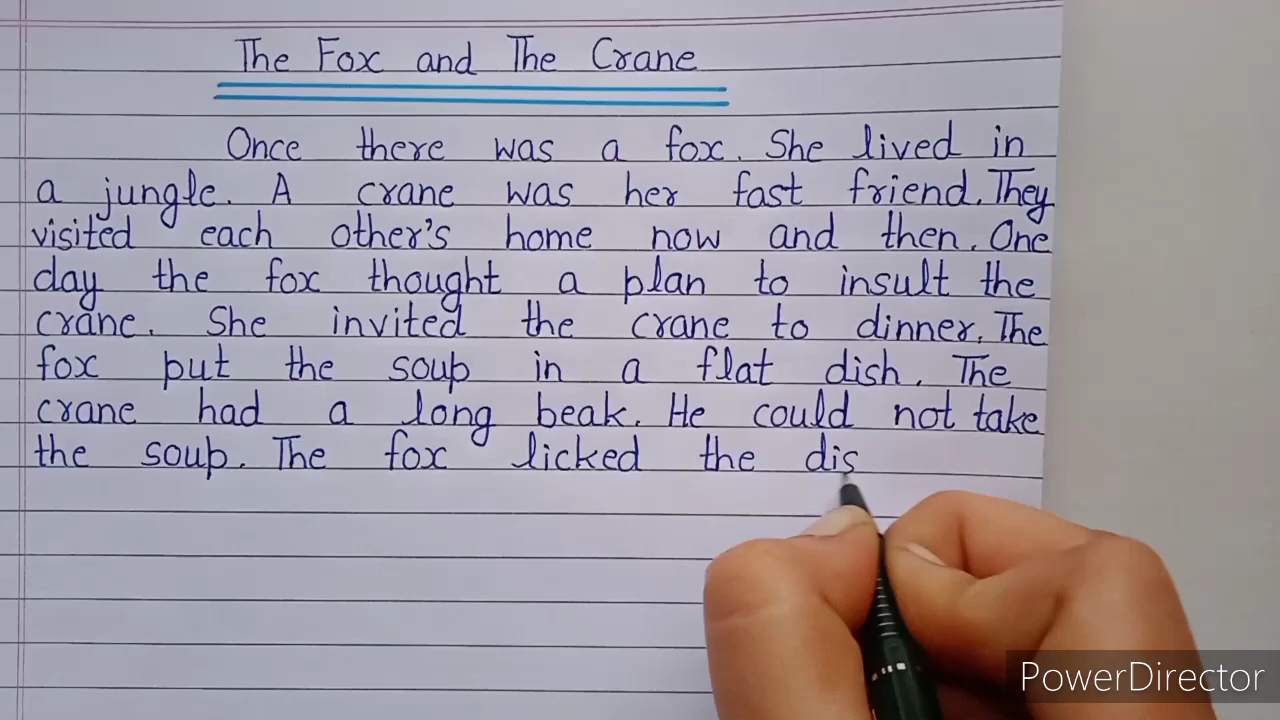 The Fox and The Crane
Once there was a fox. She lived in
a jungle. A crane was her fast friend. They
visited each other's home now and then. One
day the fox thought a plan to insult the
crane. She invited the crane to dinner. The
fox put the soup in a flat dish. The
crane had a long beak. He could not take
the soup. The fox licked the dis
PowerDirector